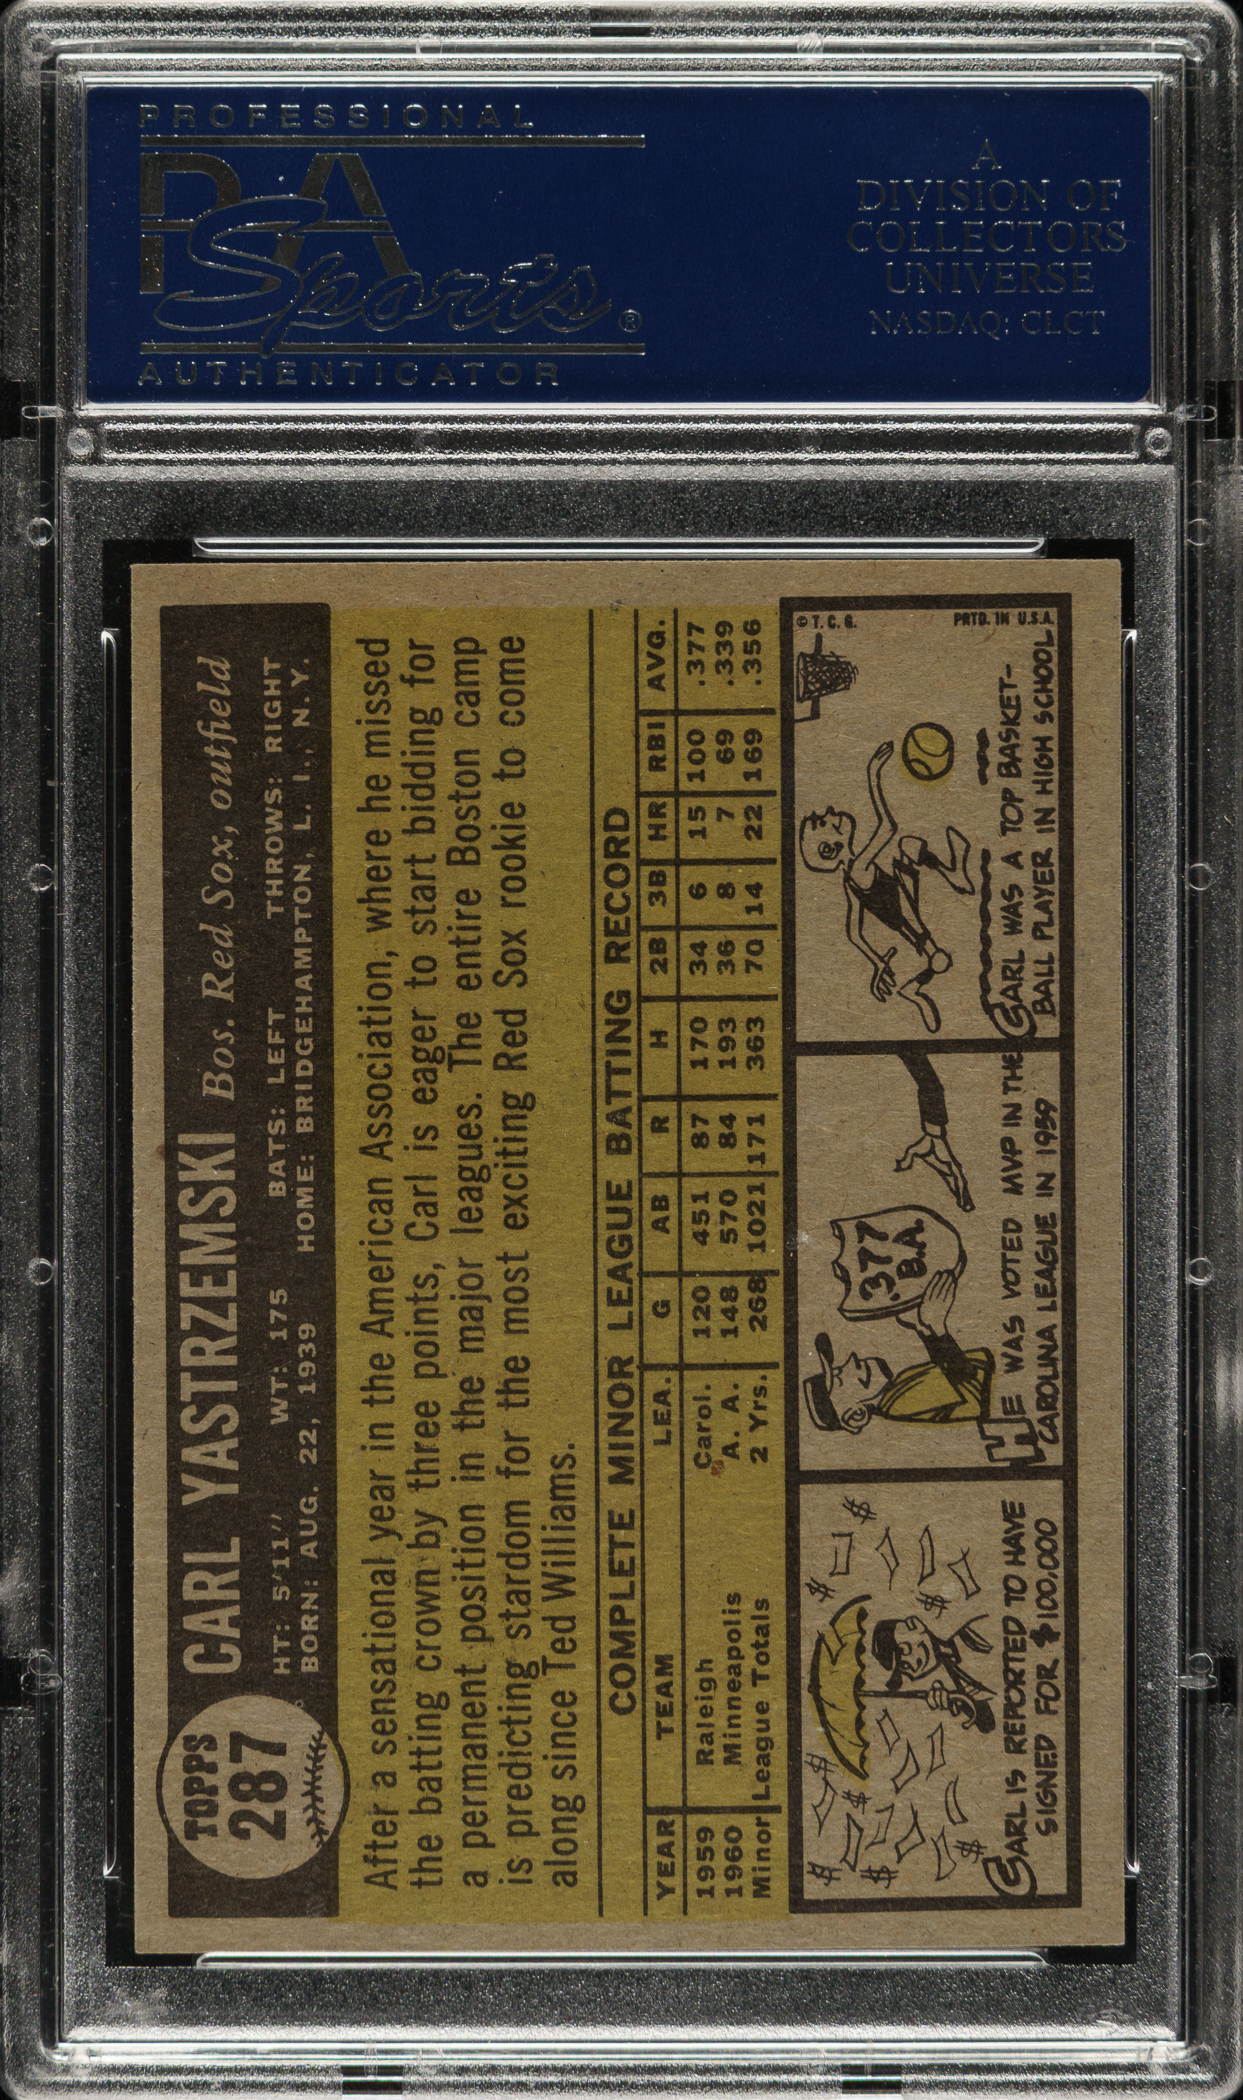 PROFESSIONAL
PSA
Sports®
AUTHENTICATOR
A
DIVISION OF
COLLECTORS
UNIVERSE
NASDAQ: CLCT
TOPPS
287
CARL YASTRZEMSKI Bos. Red Sox, outfield
HT: 5'11" WT: 175 BATS: LEFT THROWS: RIGHT
BORN: AUG. 22, 1939 HOME: BRIDGEHAMPTON, L. I., N.Y.
After a sensational year in the American Association, where he missed
the batting crown by three points, Carl is eager to start bidding for
a permanent position in the major leagues. The entire Boston camp
is predicting stardom for the most exciting Red Sox rookie to come
along since Ted Williams.
COMPLETE MINOR LEAGUE BATTING RECORD
YEAR TEAM LEA. G AB R H 2B 3B HR RBI AVG.
1959 Raleigh Carol. 120 451 87 170 34 6 15 100 .377
1960 Minneapolis A. A. 148 570 84 193 36 8 7 69 .339
Minor League Totals 2 Yrs. 268 1021 171 363 70 14 22 169 .356
$ $ $ $ $ $ $
CARL IS REPORTED TO HAVE
SIGNED FOR $100,000
.377
B.A.
HE WAS VOTED MVP IN THE
CAROLINA LEAGUE IN 1959
© T. C. G.
PRTD. IN U.S.A.
CARL WAS A TOP BASKET-
BALL PLAYER IN HIGH SCHOOL